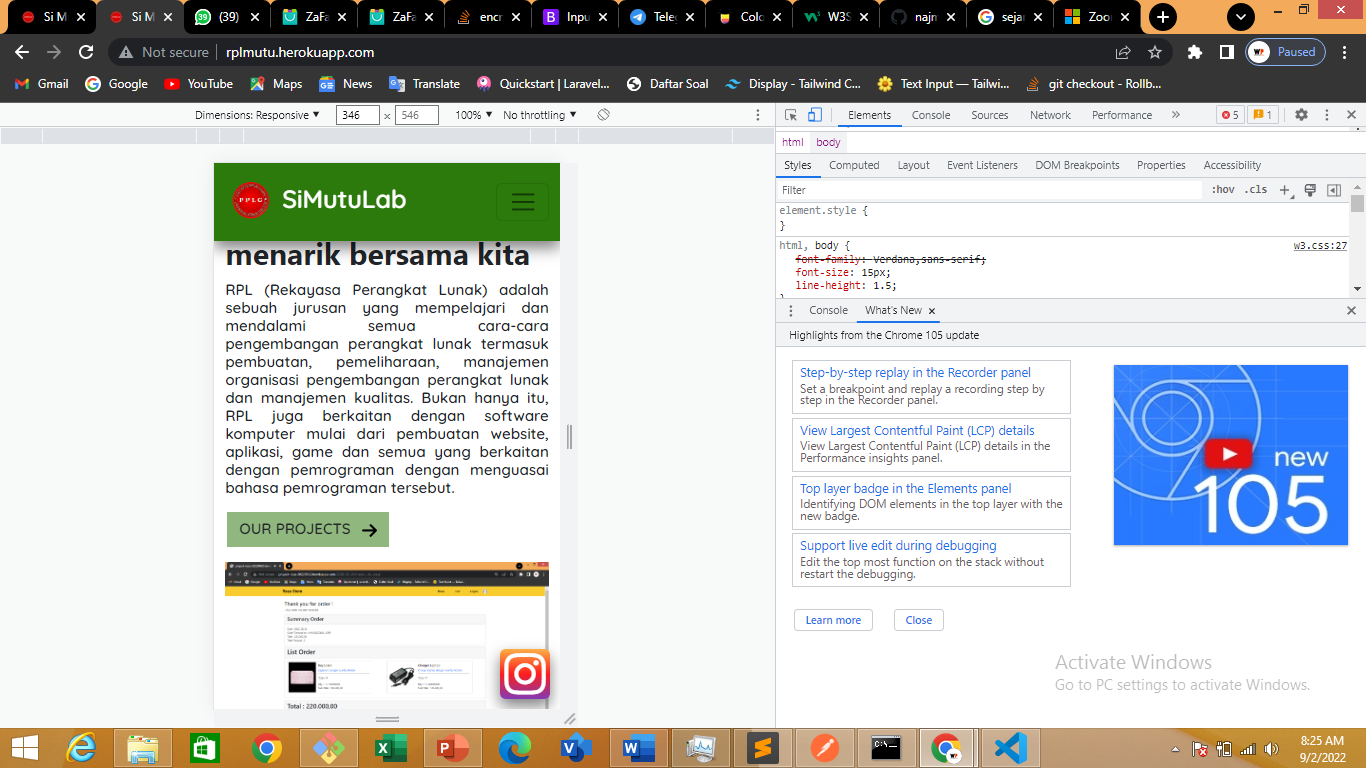 Si M
Si M
(39)
ZaFa
ZaFa
encr
Inpu
Teleg
Colo
W3S
najn
sejar
Zoor
Not secure
rplmutu.herokuapp.com
Paused
Gmail
Google
YouTube
Maps
News
Translate
Quickstart | Laravel...
Daftar Soal
Display - Tailwind C...
Text Input — Tailwi...
git checkout - Rollb...
Dimensions: Responsive
346 × 546
100%
No throttling
Elements
Console
Sources
Network
Performance
»
5
1
html
body
Styles
Computed
Layout
Event Listeners
DOM Breakpoints
Properties
Accessibility
Filter
:hov
.cls
element.style {
}
html, body {
w3.css:27
font-family: Verdana,sans-serif;
font-size: 15px;
line-height: 1.5;
PPLG
SiMutuLab
menarik bersama kita
RPL (Rekayasa Perangkat Lunak) adalah
sebuah jurusan yang mempelajari dan
mendalami semua cara-cara
pengembangan perangkat lunak termasuk
pembuatan, pemeliharaan, manajemen
organisasi pengembangan perangkat lunak
dan manajemen kualitas. Bukan hanya itu,
RPL juga berkaitan dengan software
komputer mulai dari pembuatan website,
aplikasi, game dan semua yang berkaitan
dengan pemrograman dengan menguasai
bahasa pemrograman tersebut.
OUR PROJECTS
Thank you for order !
Summary Order
List Order
Total : 220.000,00
Console
What's New
Highlights from the Chrome 105 update
Step-by-step replay in the Recorder panel
Set a breakpoint and replay a recording step by
step in the Recorder panel.
View Largest Contentful Paint (LCP) details
View Largest Contentful Paint (LCP) details in the
Performance insights panel.
Top layer badge in the Elements panel
Identifying DOM elements in the top layer with the
new badge.
Support live edit during debugging
Edit the top most function on the stack without
restart the debugging.
Learn more
Close
new
105
Activate Windows
Go to PC settings to activate Windows.
8:25 AM
9/2/2022